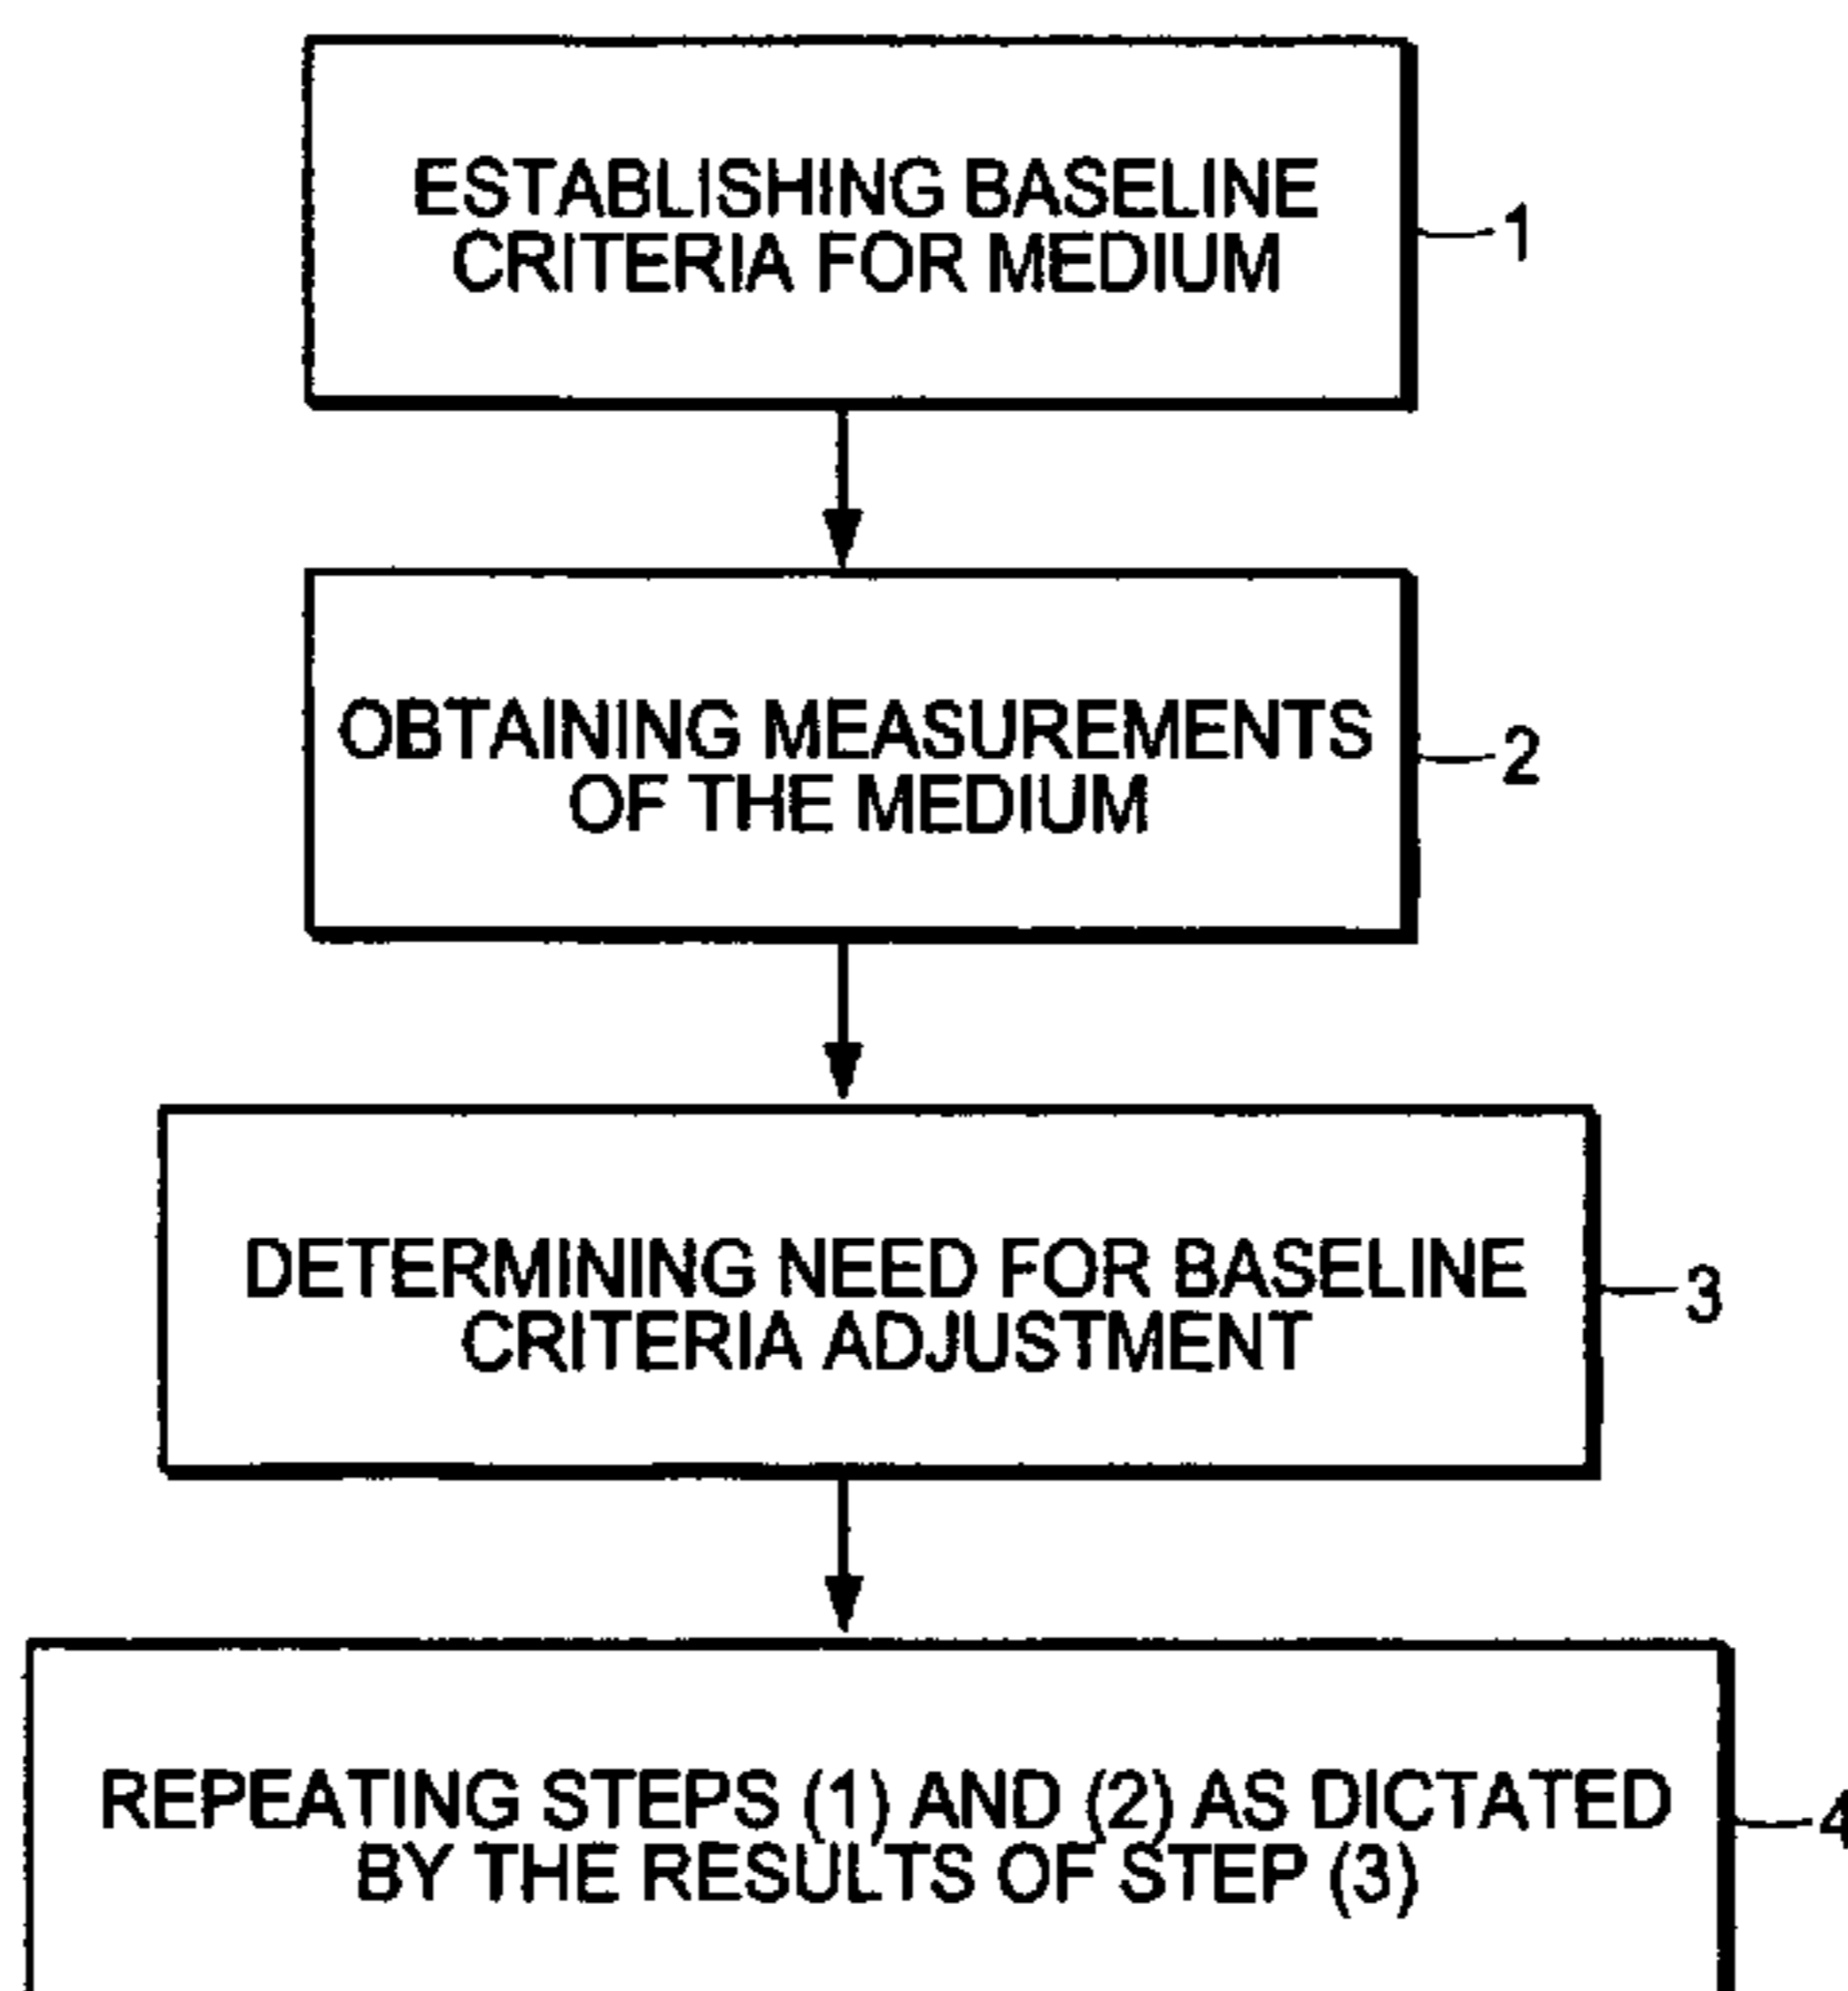 ESTABLISHING BASELINE
CRITERIA FOR MEDIUM
1
OBTAINING MEASUREMENTS
OF THE MEDIUM
2
DETERMINING NEED FOR BASELINE
CRITERIA ADJUSTMENT
3
REPEATING STEPS (1) AND (2) AS DICTATED
BY THE RESULTS OF STEP (3)
4